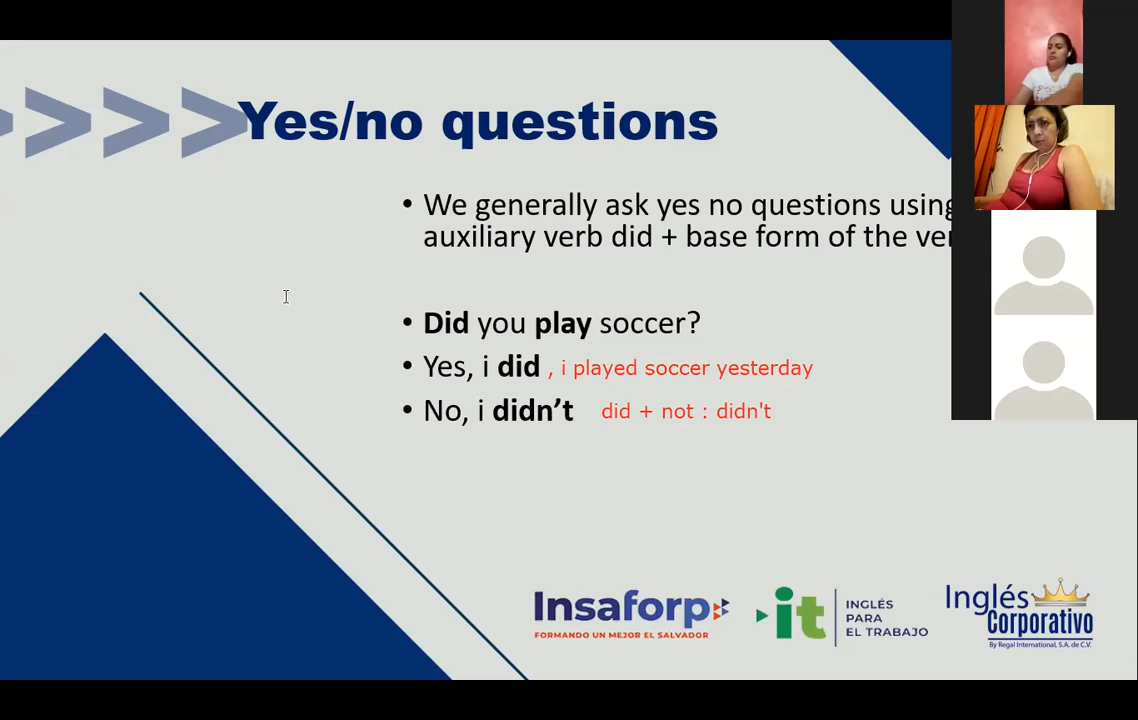 Yes/no questions
• We generally ask yes no questions using
auxiliary verb did + base form of the
• Did you play soccer?
• Yes, i did , i played soccer yesterday
• No, i didn’t did + not : didn't
Insaforp
FORMANDO UN MEJOR EL SALVADOR
it
INGLÉS
PARA
EL TRABAJO
Inglés
Corporativo
By Regal International, S.A. de C.V.